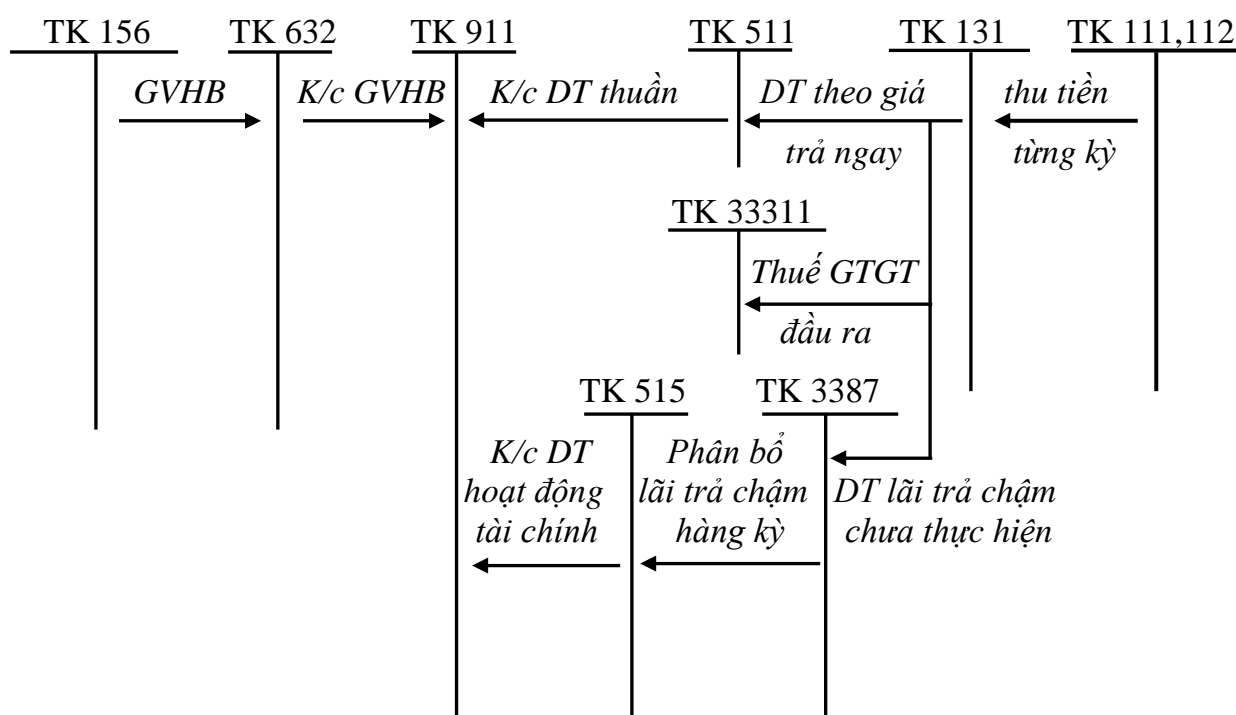 TK 156 TK 632 TK 911 TK 511 TK 131 TK 111,112
GVHB K/c GVHB K/c DT thuần DT theo giá thu tiền
trả ngay từng kỳ
TK 33311
Thuế GTGT
đầu ra
TK 515 TK 3387
K/c DT Phân bổ
hoạt động lãi trả chậm DT lãi trả chậm
tài chính hàng kỳ chưa thực hiện